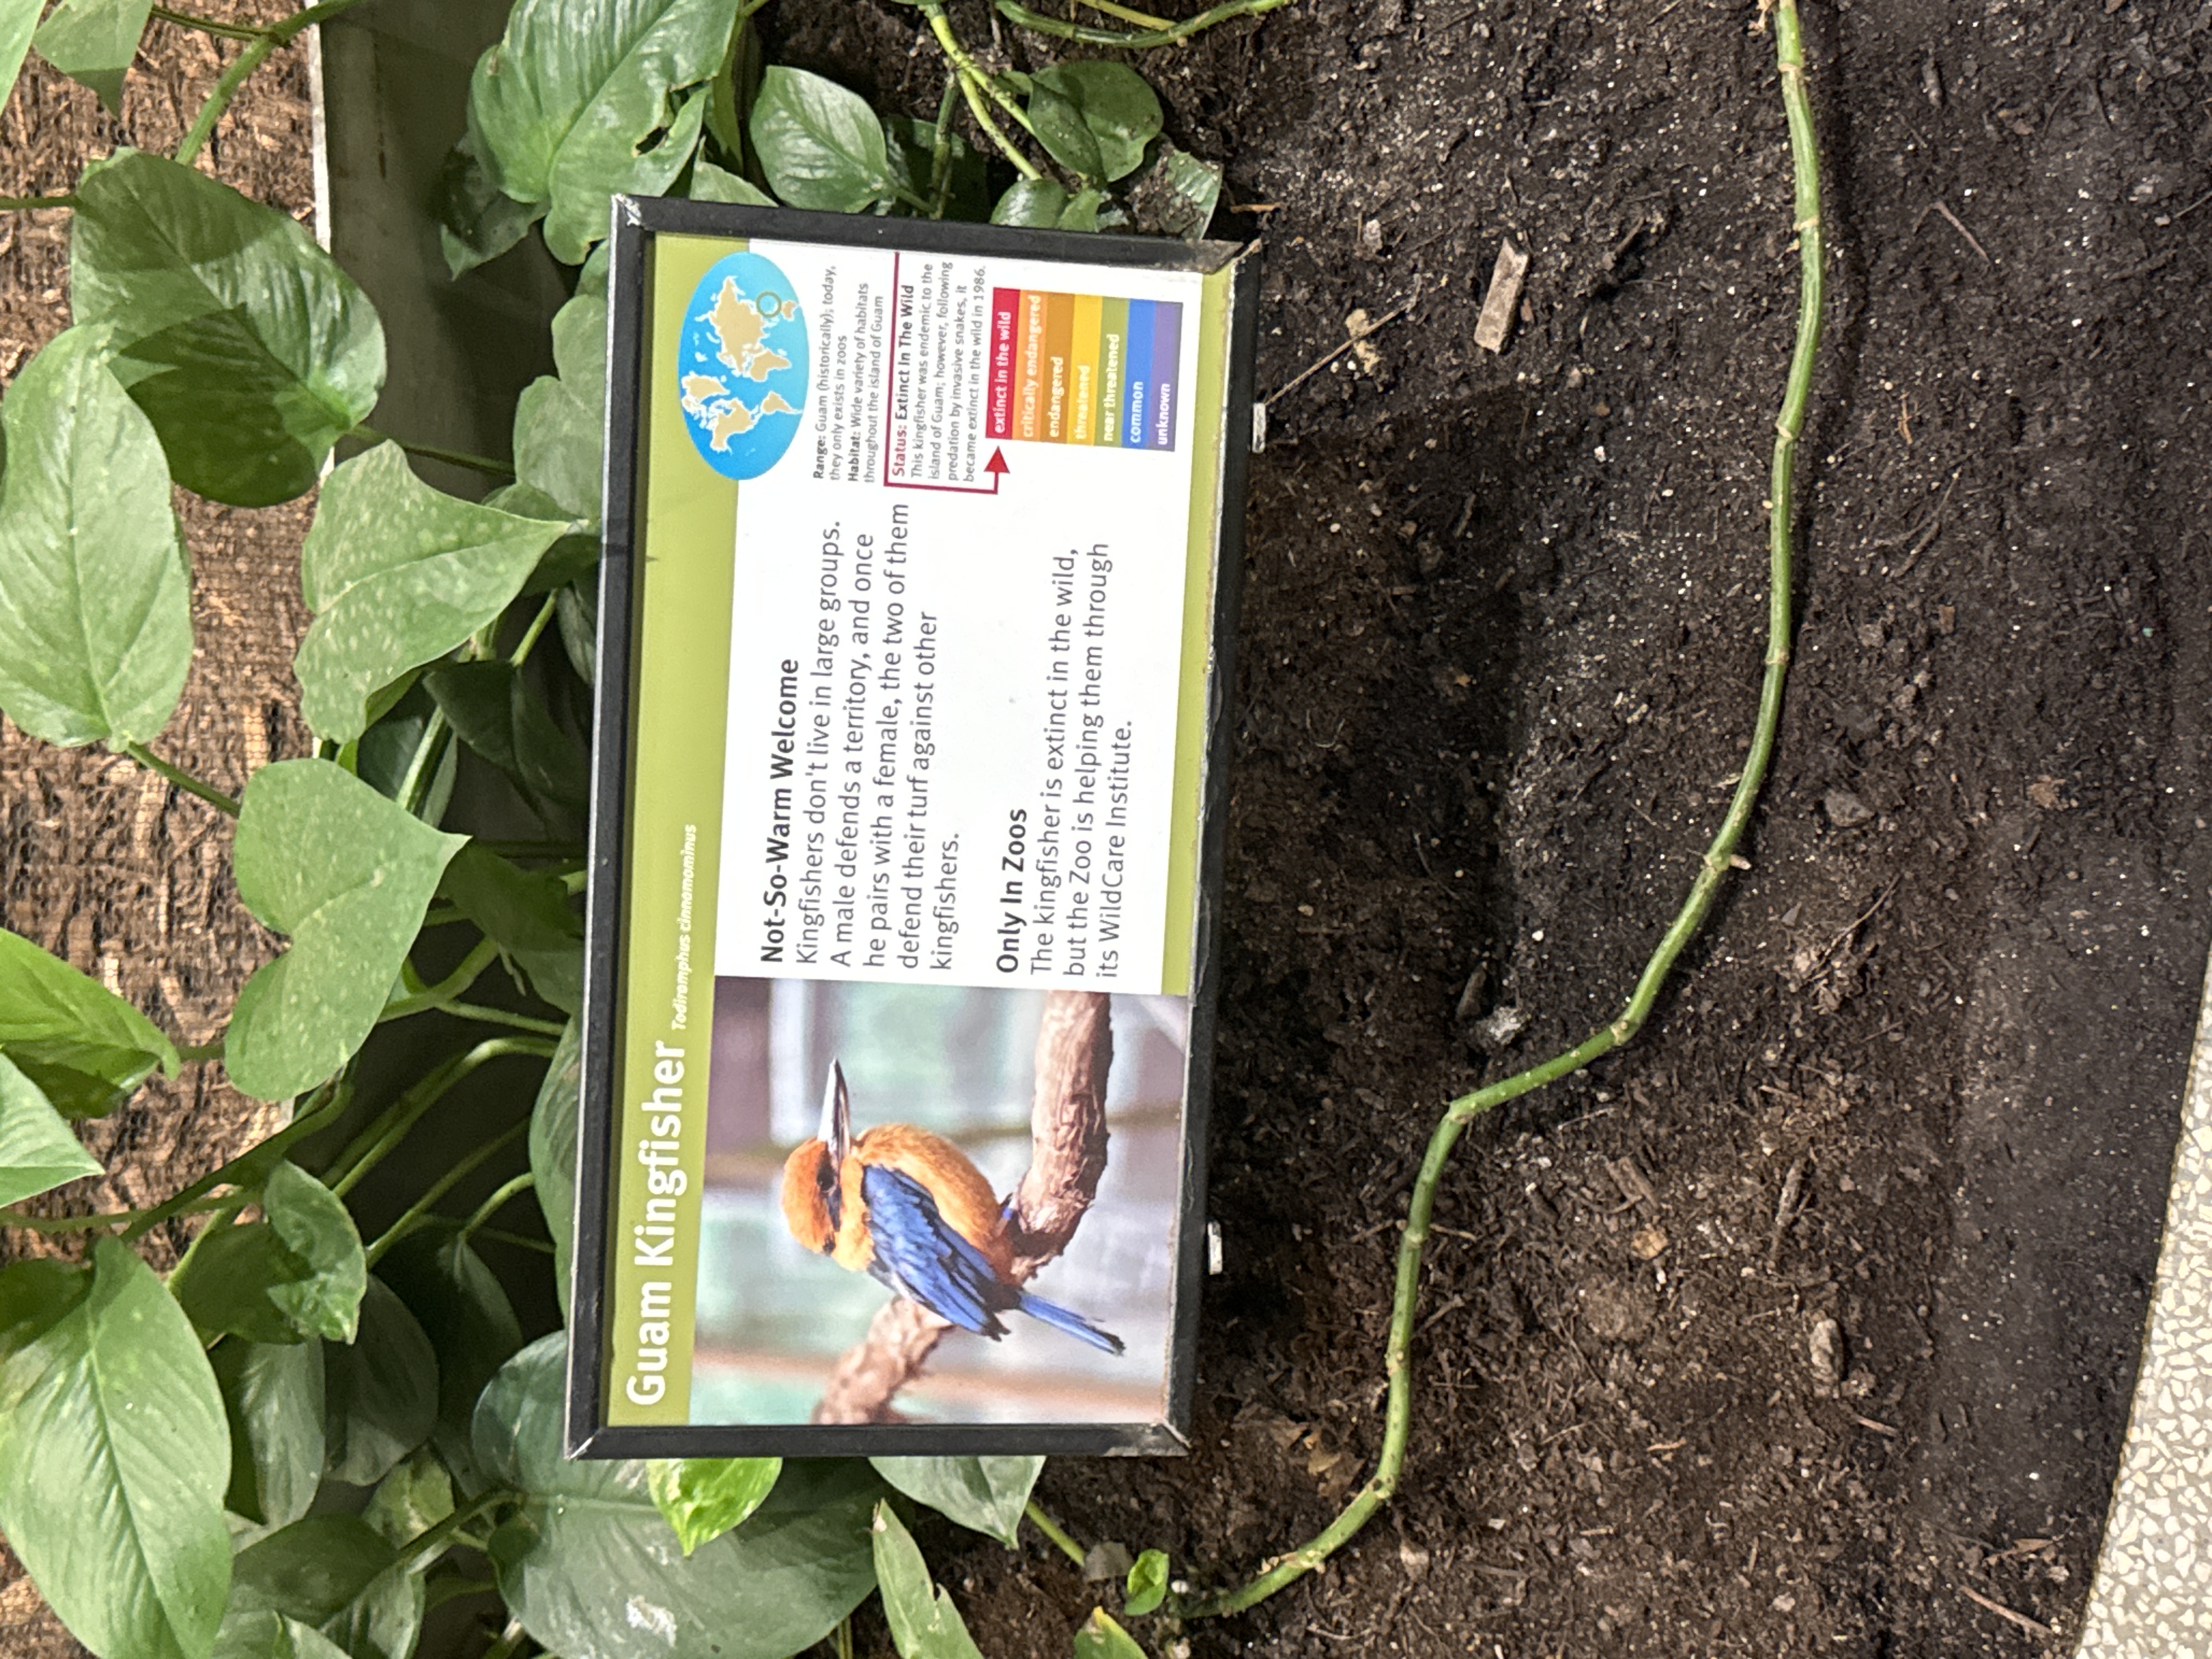 Guam Kingfisher Todiramphus cinnamominus
Not-So-Warm Welcome
Kingfishers don't live in large groups.
A male defends a territory, and once
he pairs with a female, the two of them
defend their turf against other
kingfishers.
Only In Zoos
The kingfisher is extinct in the wild,
but the Zoo is helping them through
its WildCare Institute.
Range: Guam (historically); today,
they only exists in zoos
Habitat: Wide variety of habitats
throughout the island of Guam
Status: Extinct In The Wild
This kingfisher was endemic to the
island of Guam; however, following
predation by invasive snakes, it
became extinct in the wild in 1986.
extinct in the wild
critically endangered
endangered
threatened
near threatened
common
unknown